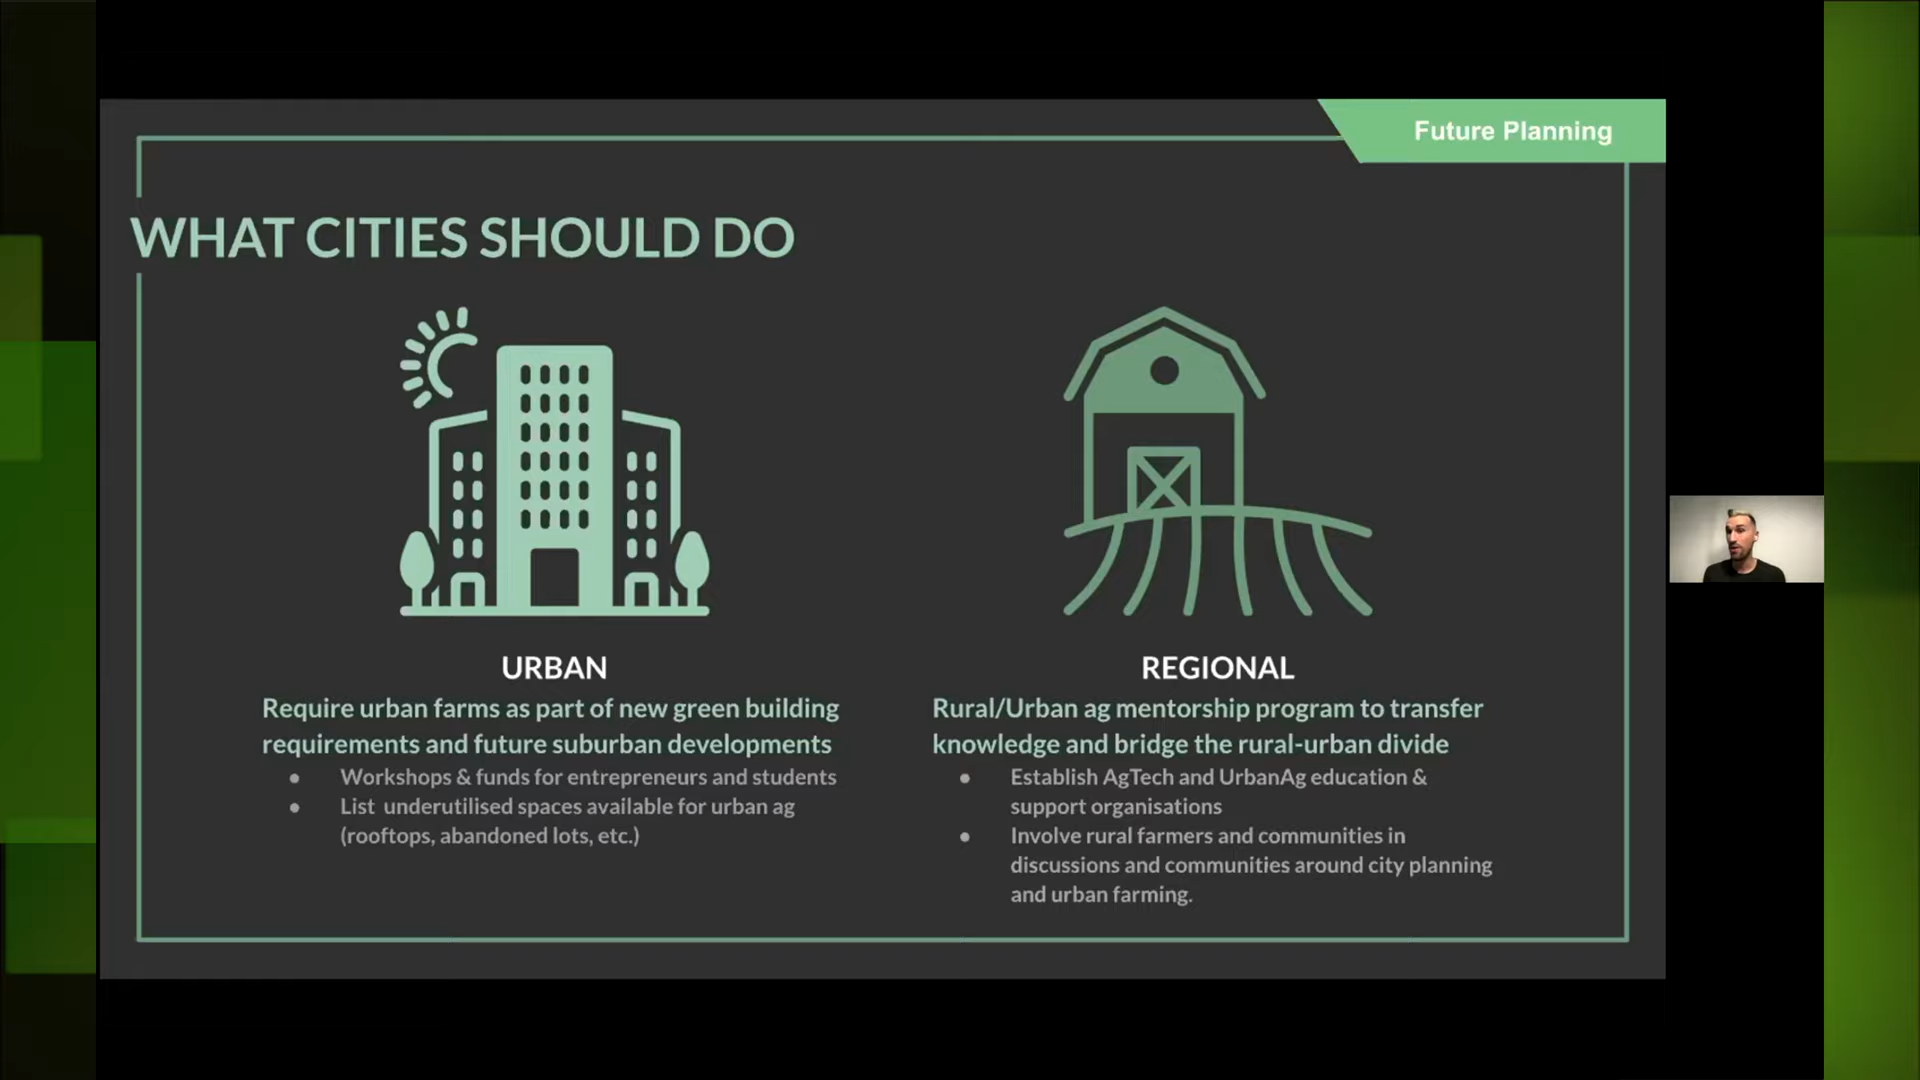 Future Planning
WHAT CITIES SHOULD DO
URBAN
Require urban farms as part of new green building
requirements and future suburban developments
● Workshops & funds for entrepreneurs and students
● List underutilised spaces available for urban ag
(rooftops, abandoned lots, etc.)
REGIONAL
Rural/Urban ag mentorship program to transfer
knowledge and bridge the rural-urban divide
● Establish AgTech and UrbanAg education &
support organisations
● Involve rural farmers and communities in
discussions and communities around city planning
and urban farming.